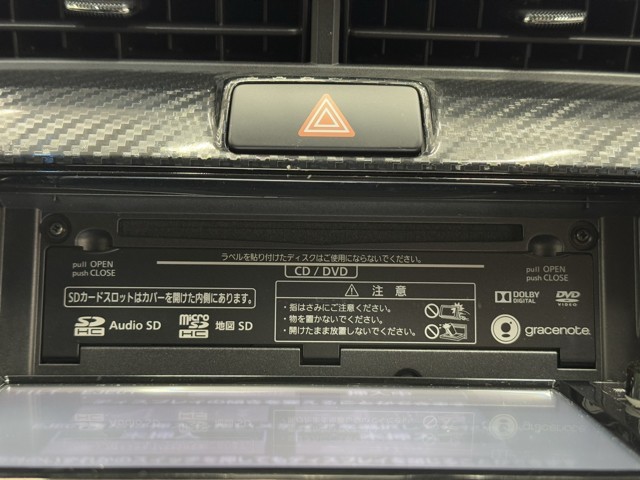 ラベルを貼り付けたディスクはご使用にならないでください。
pull OPEN
push CLOSE
CD / DVD
pull OPEN
push CLOSE
SDカードスロットはカバーを開けた内側にあります。
SD HC Audio SD
micro SD HC 地図 SD
注意
・指はさみにご注意ください。
・物を置かないでください。
・開けたまま放置しないでください。
DOLBY DIGITAL
DVD VIDEO
gracenote.